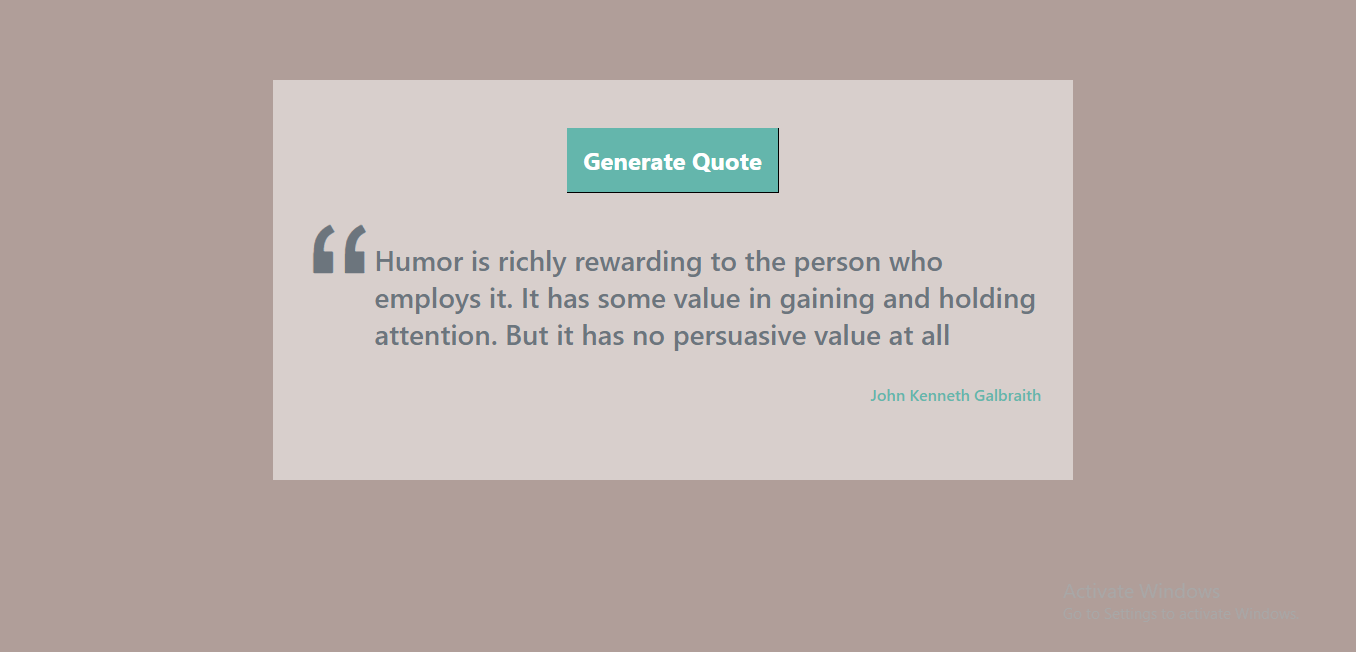 Generate Quote
“
Humor is richly rewarding to the person who
employs it. It has some value in gaining and holding
attention. But it has no persuasive value at all
John Kenneth Galbraith
Activate Windows
Go to Settings to activate Windows.